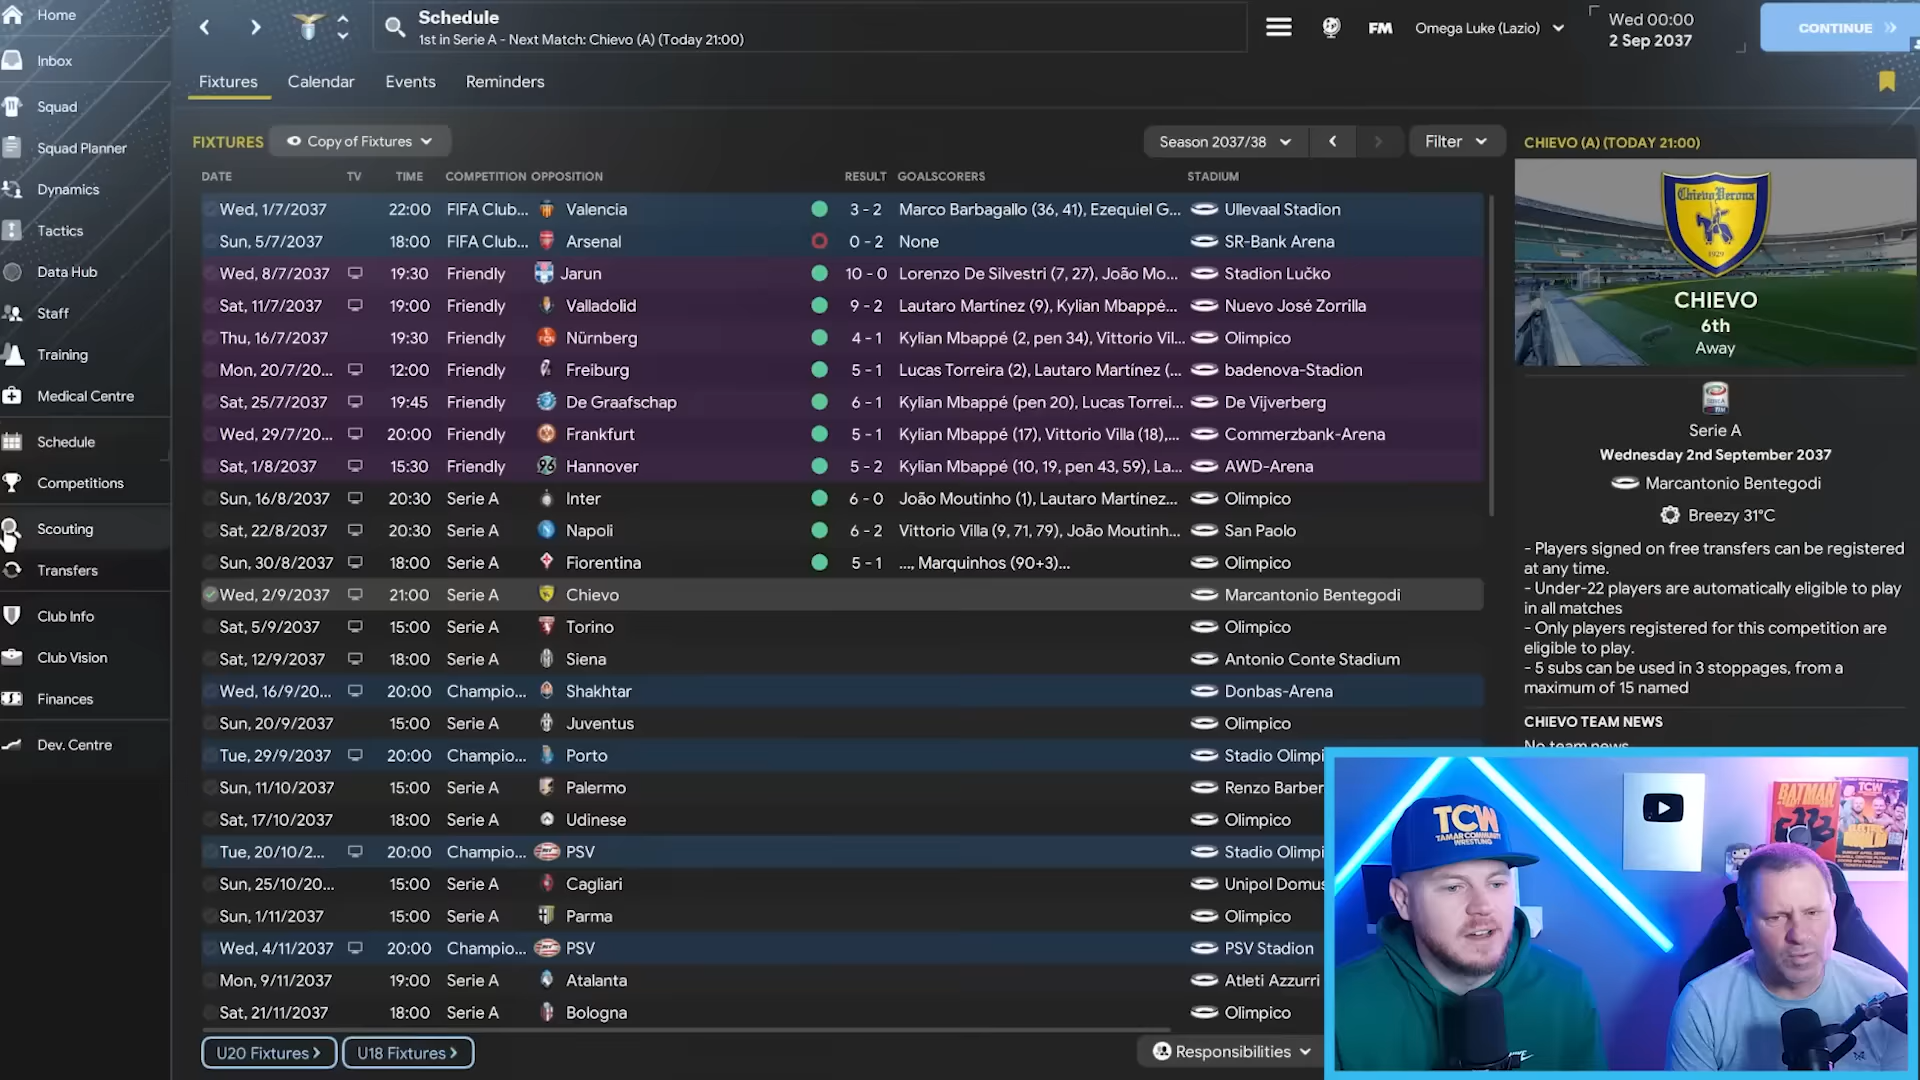 Home
Inbox
Squad
Squad Planner
Dynamics
Tactics
Data Hub
Staff
Training
Medical Centre
Schedule
Competitions
Scouting
Transfers
Club Info
Club Vision
Finances
Dev. Centre
Schedule
1st in Serie A - Next Match: Chievo (A) (Today 21:00)
FM
Omega Luke (Lazio)
Wed 00:00
2 Sep 2037
CONTINUE
Fixtures Calendar Events Reminders
FIXTURES Copy of Fixtures Season 2037/38 Filter
DATE TV TIME COMPETITION OPPOSITION RESULT GOALSCORERS STADIUM
Wed, 1/7/2037 22:00 FIFA Club... Valencia 3 - 2 Marco Barbagallo (36, 41), Ezequiel G... Ullevaal Stadion
Sun, 5/7/2037 18:00 FIFA Club... Arsenal 0 - 2 None SR-Bank Arena
Wed, 8/7/2037 19:30 Friendly Jarun 10 - 0 Lorenzo De Silvestri (7, 27), João Mo... Stadion Lučko
Sat, 11/7/2037 19:00 Friendly Valladolid 9 - 2 Lautaro Martínez (9), Kylian Mbappé... Nuevo José Zorrilla
Thu, 16/7/2037 19:30 Friendly Nürnberg 4 - 1 Kylian Mbappé (2, pen 34), Vittorio Vil... Olimpico
Mon, 20/7/20... 12:00 Friendly Freiburg 5 - 1 Lucas Torreira (2), Lautaro Martínez (... badenova-Stadion
Sat, 25/7/2037 19:45 Friendly De Graafschap 6 - 1 Kylian Mbappé (pen 20), Lucas Torrei... De Vijverberg
Wed, 29/7/20... 20:00 Friendly Frankfurt 5 - 1 Kylian Mbappé (17), Vittorio Villa (18),... Commerzbank-Arena
Sat, 1/8/2037 15:30 Friendly Hannover 5 - 2 Kylian Mbappé (10, 19, pen 43, 59), La... AWD-Arena
Sun, 16/8/2037 20:30 Serie A Inter 6 - 0 João Moutinho (1), Lautaro Martínez... Olimpico
Sat, 22/8/2037 20:30 Serie A Napoli 6 - 2 Vittorio Villa (9, 71, 79), João Moutinh... San Paolo
Sun, 30/8/2037 18:00 Serie A Fiorentina 5 - 1 ..., Marquinhos (90+3)... Olimpico
Wed, 2/9/2037 21:00 Serie A Chievo Marcantonio Bentegodi
Sat, 5/9/2037 15:00 Serie A Torino Olimpico
Sat, 12/9/2037 18:00 Serie A Siena Antonio Conte Stadium
Wed, 16/9/20... 20:00 Champio... Shakhtar Donbas-Arena
Sun, 20/9/2037 15:00 Serie A Juventus Olimpico
Tue, 29/9/2037 20:00 Champio... Porto Stadio Olimpi
Sun, 11/10/2037 15:00 Serie A Palermo Renzo Barber
Sat, 17/10/2037 18:00 Serie A Udinese Olimpico
Tue, 20/10/2... 20:00 Champio... PSV Stadio Olimpi
Sun, 25/10/20... 15:00 Serie A Cagliari Unipol Domus
Sun, 1/11/2037 15:00 Serie A Parma Olimpico
Wed, 4/11/2037 20:00 Champio... PSV PSV Stadion
Mon, 9/11/2037 19:00 Serie A Atalanta Atleti Azzurri
Sat, 21/11/2037 18:00 Serie A Bologna Olimpico
U20 Fixtures U18 Fixtures Responsibilities
CHIEVO (A) (TODAY 21:00)
ChievoVerona
1929
CHIEVO
6th
Away
Serie A
Wednesday 2nd September 2037
Marcantonio Bentegodi
Breezy 31°C
- Players signed on free transfers can be registered
at any time.
- Under-22 players are automatically eligible to play
in all matches
- Only players registered for this competition are
eligible to play.
- 5 subs can be used in 3 stoppages, from a
maximum of 15 named
CHIEVO TEAM NEWS
No team news
TCW
TAMAR COMMUNITY
WRESTLING
BATMAN
TCW